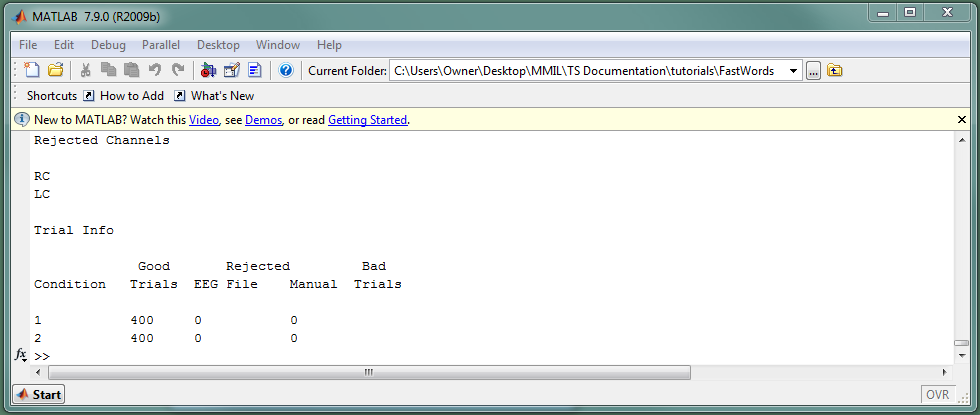 MATLAB 7.9.0 (R2009b)
File Edit Debug Parallel Desktop Window Help
Current Folder: C:\Users\Owner\Desktop\MMIL\TS Documentation\tutorials\FastWords ...
Shortcuts How to Add What's New
New to MATLAB? Watch this Video, see Demos, or read Getting Started.
Rejected Channels
RC
LC
Trial Info
Good Rejected Bad
Condition Trials EEG File Manual Trials
1 400 0 0
2 400 0 0
fx >>
Start OVR